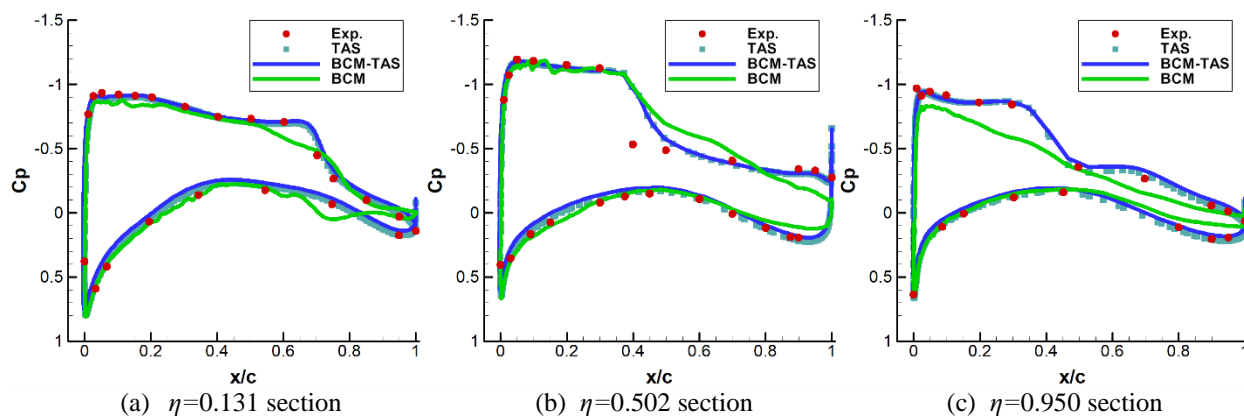 -1.5
-1
-0.5
0
0.5
1
Cp
0
0.2
0.4
0.6
0.8
1
x/c
Exp.
TAS
BCM-TAS
BCM
(a) η=0.131 section
-1.5
-1
-0.5
0
0.5
1
Cp
0
0.2
0.4
0.6
0.8
1
x/c
Exp.
TAS
BCM-TAS
BCM
(b) η=0.502 section
-1.5
-1
-0.5
0
0.5
1
Cp
0
0.2
0.4
0.6
0.8
1
x/c
Exp.
TAS
BCM-TAS
BCM
(c) η=0.950 section